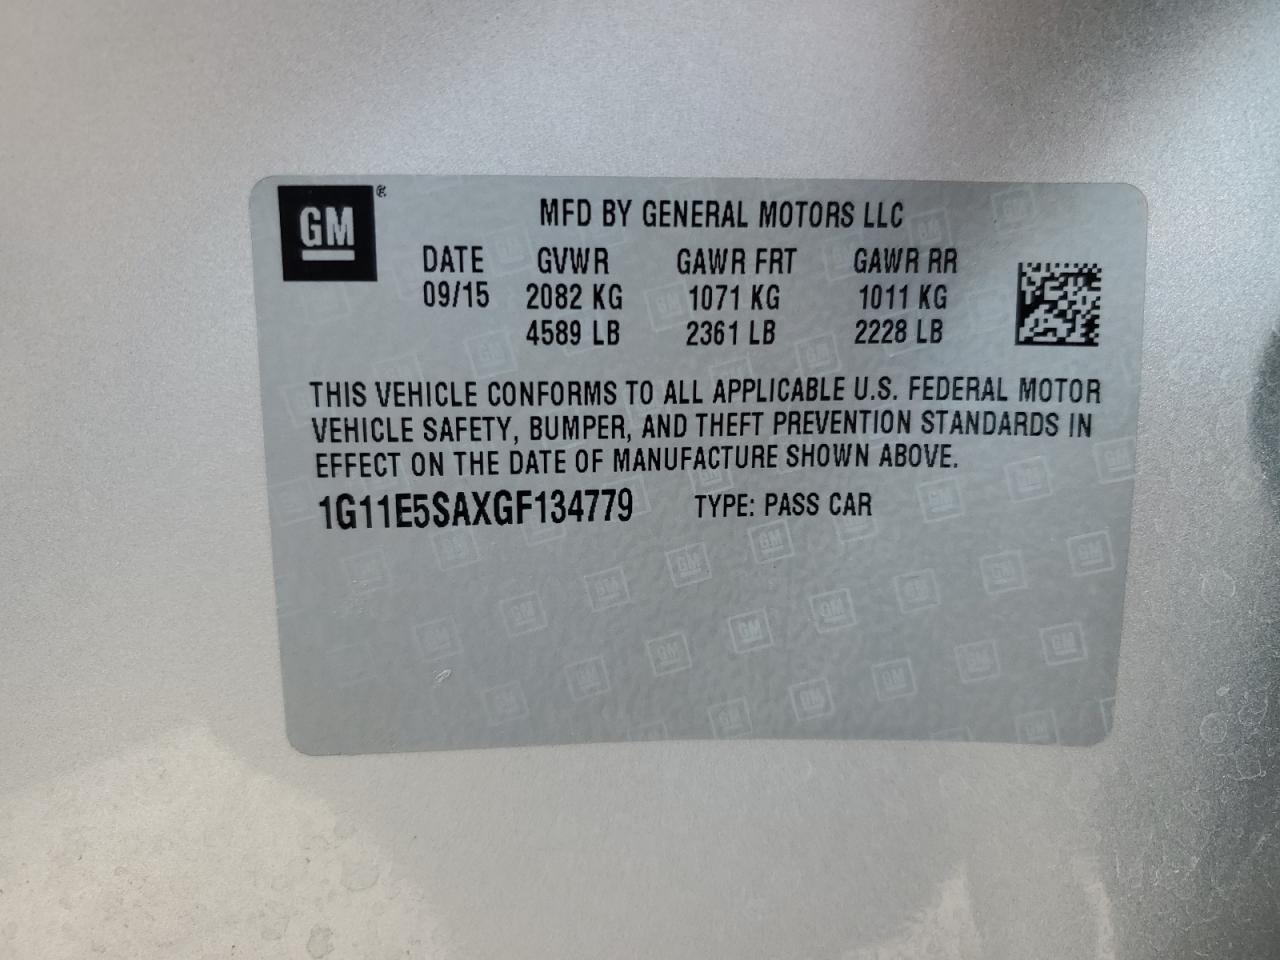 GM®
MFD BY GENERAL MOTORS LLC
DATE GVWR GAWR FRT GAWR RR
09/15 2082 KG 1071 KG 1011 KG
4589 LB 2361 LB 2228 LB
THIS VEHICLE CONFORMS TO ALL APPLICABLE U.S. FEDERAL MOTOR
VEHICLE SAFETY, BUMPER, AND THEFT PREVENTION STANDARDS IN
EFFECT ON THE DATE OF MANUFACTURE SHOWN ABOVE.
1G11E5SAXGF134779 TYPE: PASS CAR